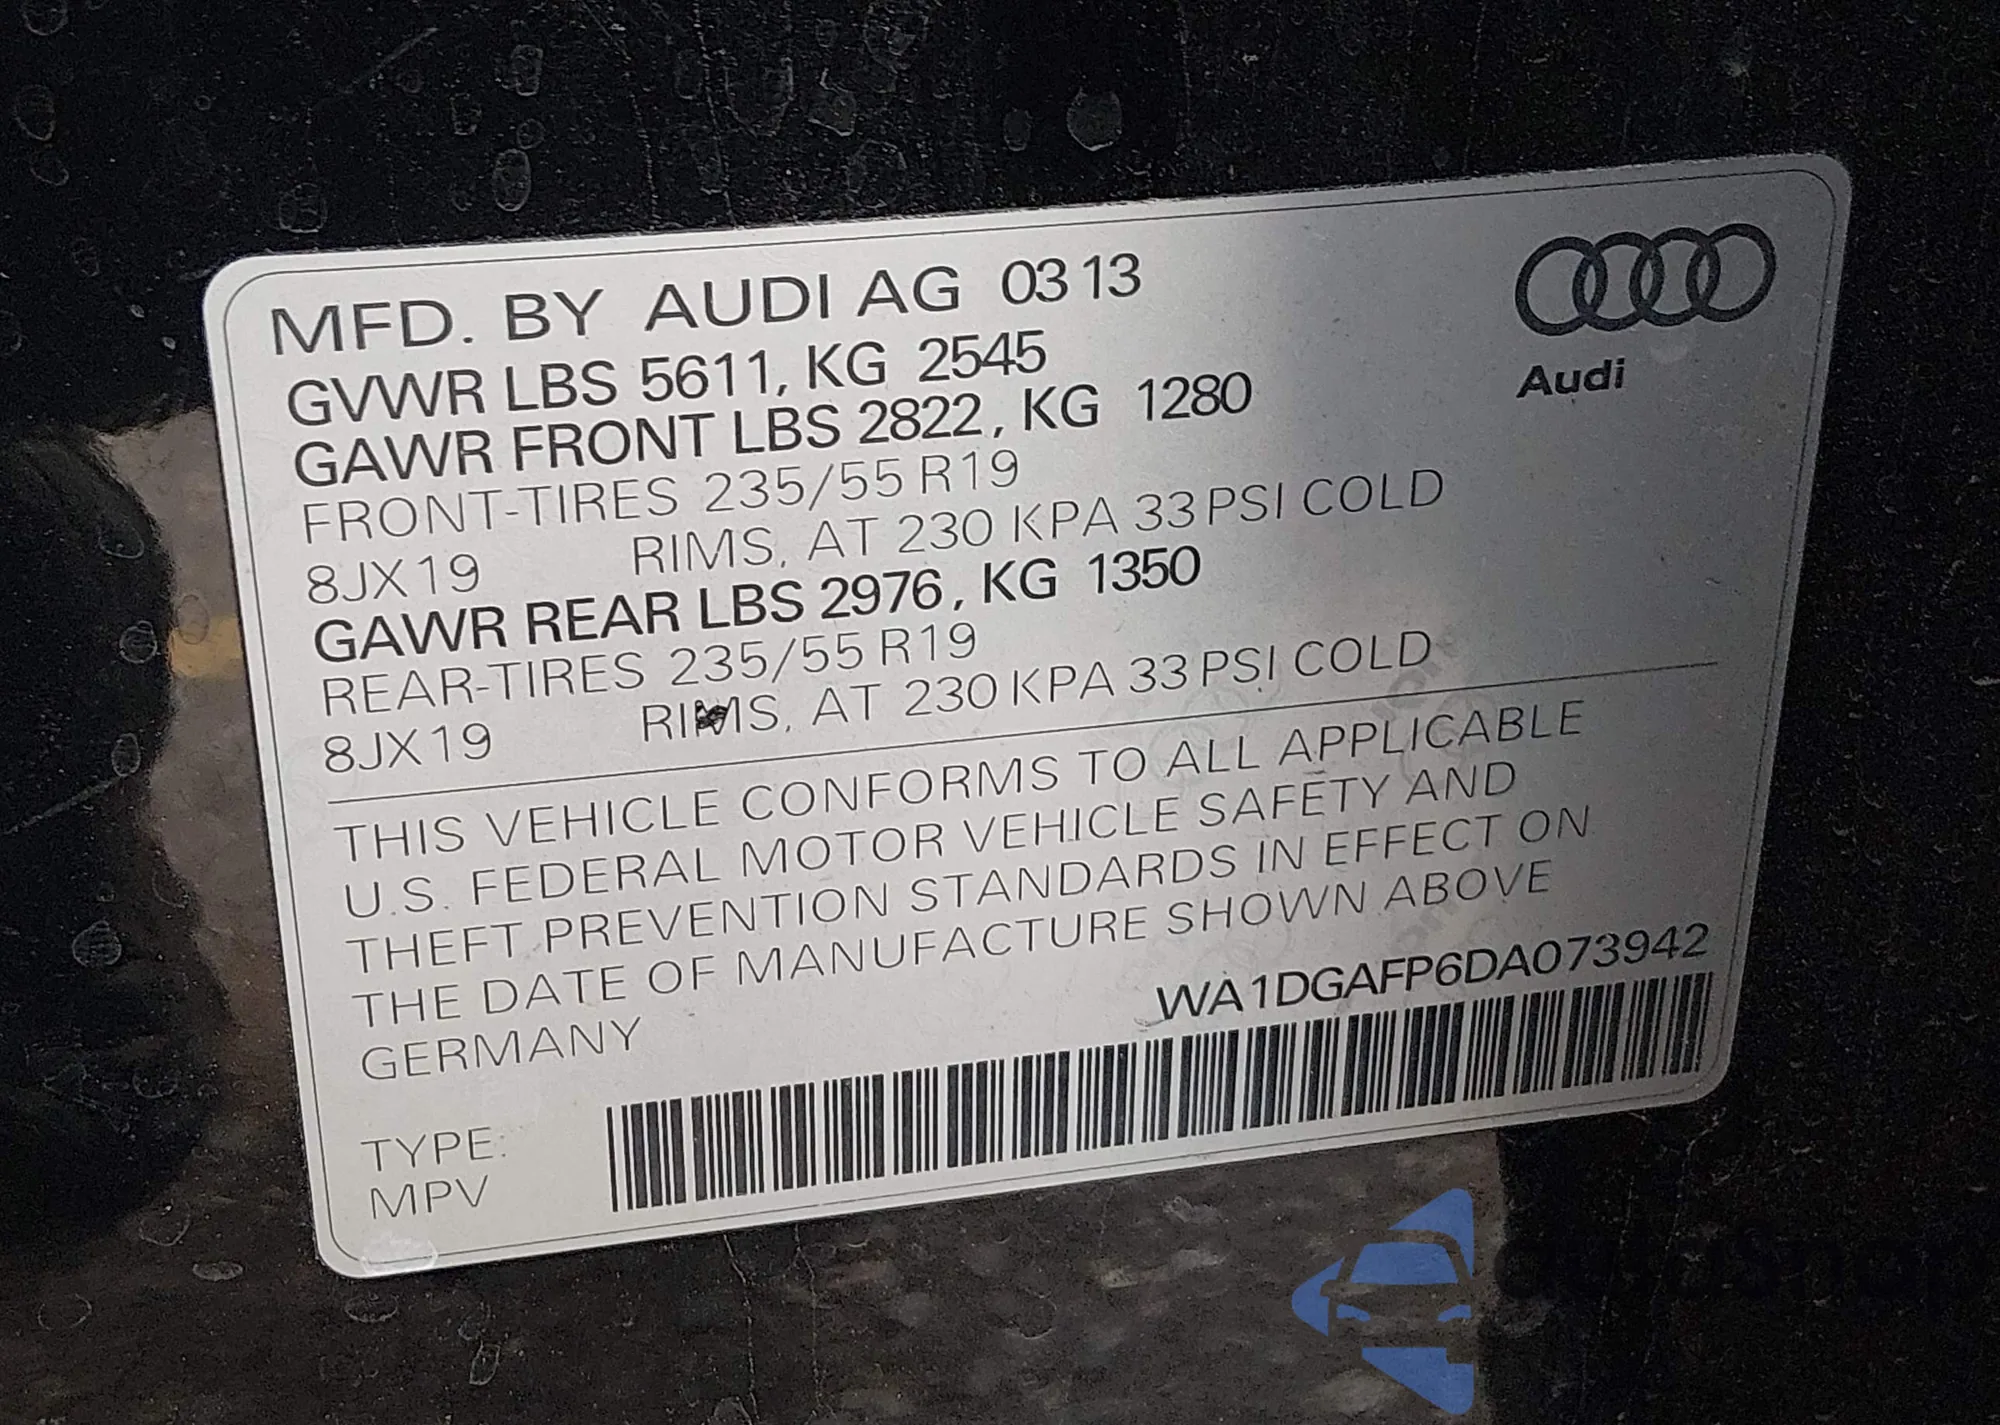 MFD. BY AUDI AG 03 13
GVWR LBS 5611, KG 2545
GAWR FRONT LBS 2822, KG 1280
FRONT-TIRES 235/55 R19
8JX19 RIMS, AT 230 KPA 33 PSI COLD
GAWR REAR LBS 2976, KG 1350
REAR-TIRES 235/55 R19
8JX19 RIMS, AT 230 KPA 33 PSI COLD
THIS VEHICLE CONFORMS TO ALL APPLICABLE
U.S. FEDERAL MOTOR VEHICLE SAFETY AND
THEFT PREVENTION STANDARDS IN EFFECT ON
THE DATE OF MANUFACTURE SHOWN ABOVE
GERMANY
WA1DGAFP6DA073942
TYPE:
MPV
Audi